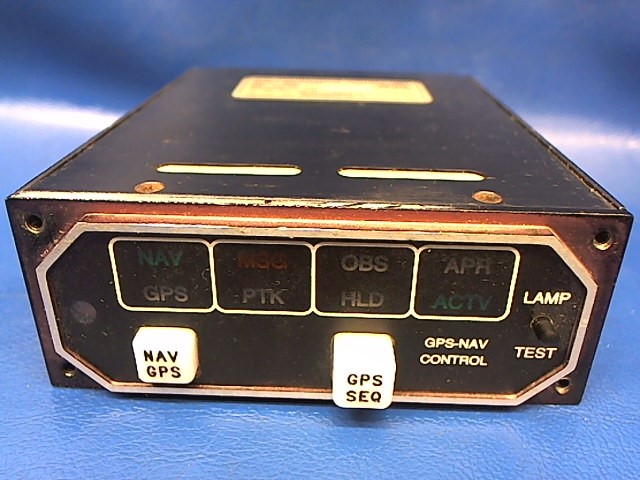 NAV
GPS
MSG
PTK
OBS
HLD
APR
ACTV
LAMP
TEST
GPS-NAV
CONTROL
NAV
GPS
GPS
SEQ